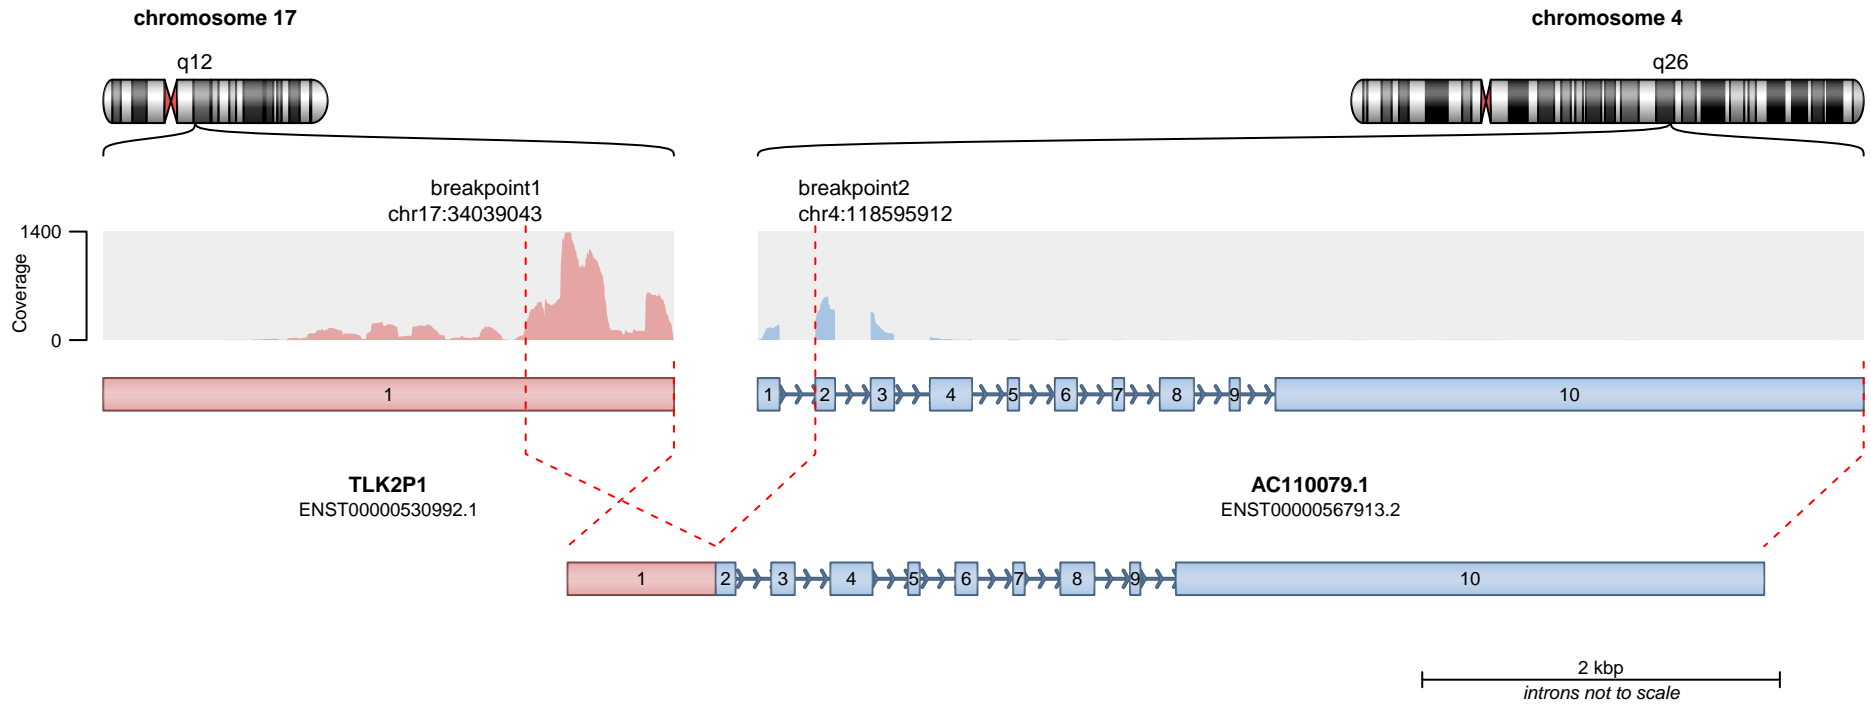 chromosome 17
chromosome 4
q12
q26
breakpoint1
chr17:34039043
breakpoint2
chr4:118595912
Coverage
1400
0
1
1 2 3 4 5 6 7 8 9 10
TLK2P1
ENST00000530992.1
AC110079.1
ENST00000567913.2
1 2 3 4 5 6 7 8 9 10
2 kbp
introns not to scale